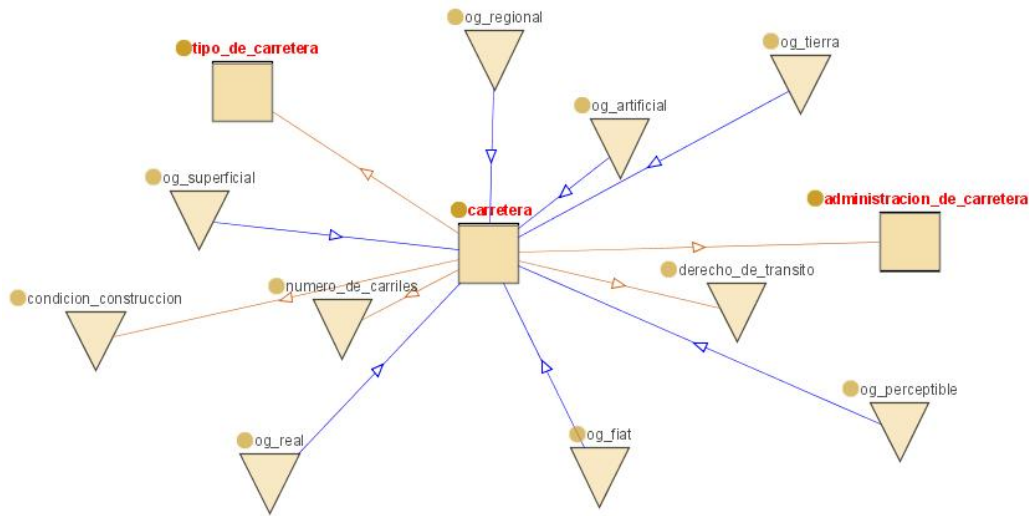 og_regional
tipo_de_carretera
og_tierra
og_artificial
og_superficial
carretera
administracion_de_carretera
derecho_de_transito
condicion_construccion
numero_de_carriles
og_perceptible
og_real
og_fiat